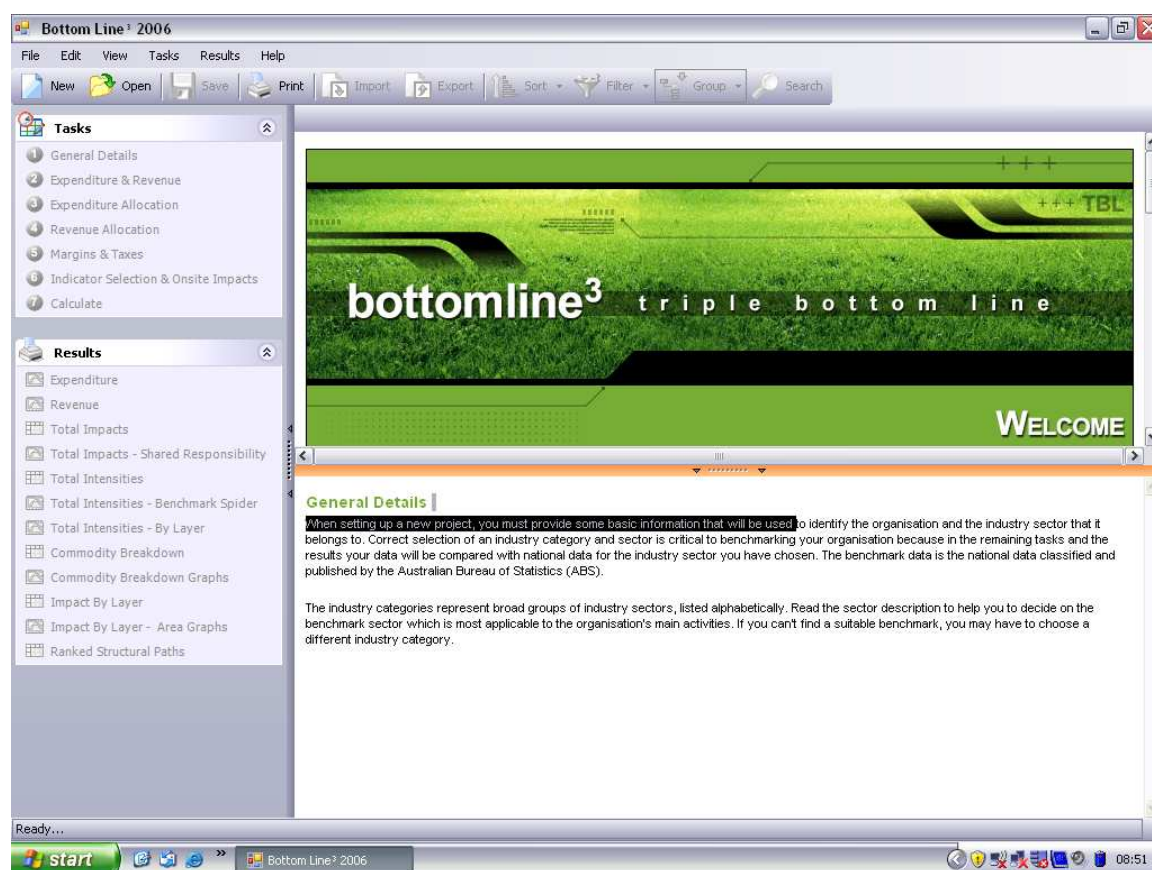 Bottom Line³ 2006
File Edit View Tasks Results Help
New Open Save Print Import Export Sort Filter Group Search
Tasks
1 General Details
2 Expenditure & Revenue
3 Expenditure Allocation
4 Revenue Allocation
5 Margins & Taxes
6 Indicator Selection & Onsite Impacts
7 Calculate
Results
Expenditure
Revenue
Total Impacts
Total Impacts - Shared Responsibility
Total Intensities
Total Intensities - Benchmark Spider
Total Intensities - By Layer
Commodity Breakdown
Commodity Breakdown Graphs
Impact By Layer
Impact By Layer - Area Graphs
Ranked Structural Paths
+++ 
+++ TBL
bottomline³ triple bottom line
WELCOME
General Details
When setting up a new project, you must provide some basic information that will be used to identify the organisation and the industry sector that it
belongs to. Correct selection of an industry category and sector is critical to benchmarking your organisation because in the remaining tasks and the
results your data will be compared with national data for the industry sector you have chosen. The benchmark data is the national data classified and
published by the Australian Bureau of Statistics (ABS).
The industry categories represent broad groups of industry sectors, listed alphabetically. Read the sector description to help you to decide on the
benchmark sector which is most applicable to the organisation's main activities. If you can't find a suitable benchmark, you may have to choose a
different industry category.
Ready...
start » Bottom Line³ 2006 08:51